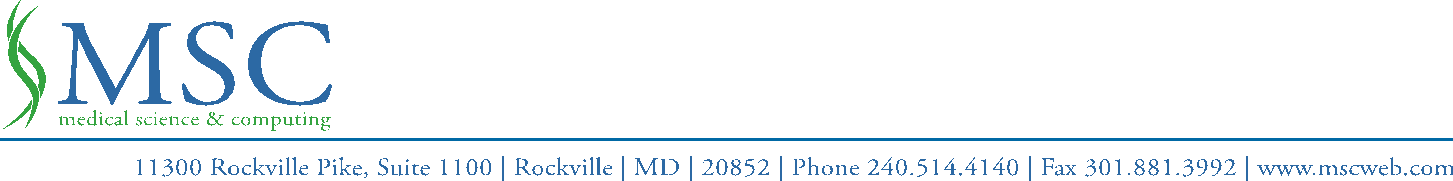 MSC
medical science & computing
11300 Rockville Pike, Suite 1100 | Rockville | MD | 20852 | Phone 240.514.4140 | Fax 301.881.3992 | www.mscweb.com